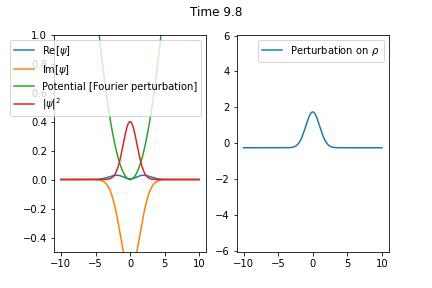 Time 9.8
Re[ψ]
Im[ψ]
Potential [Fourier perturbation]
|ψ|²
1.0
0.8
0.6
0.4
0.2
0.0
−0.2
−0.4
−10 −5 0 5 10
Perturbation on ρ
6
4
2
0
−2
−4
−6
−10 −5 0 5 10